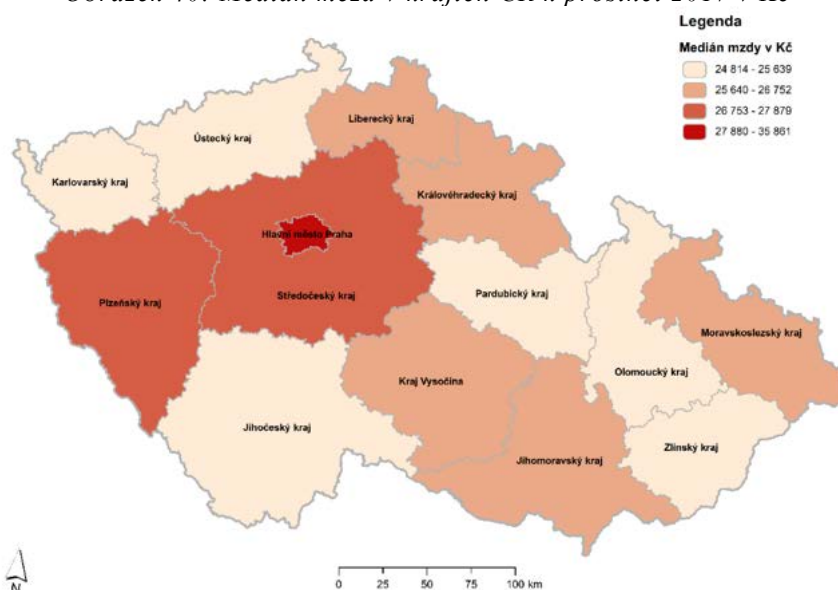 Legenda
Medián mzdy v Kč
24 814 - 25 639
25 640 - 26 752
26 753 - 27 879
27 880 - 35 861
Liberecký kraj
Ústecký kraj
Karlovarský kraj
Královéhradecký kraj
Hlavní město Praha
Středočeský kraj
Plzeňský kraj
Pardubický kraj
Moravskoslezský kraj
Olomoucký kraj
Kraj Vysočina
Jihočeský kraj
Zlínský kraj
Jihomoravský kraj
N
0 25 50 75 100 km